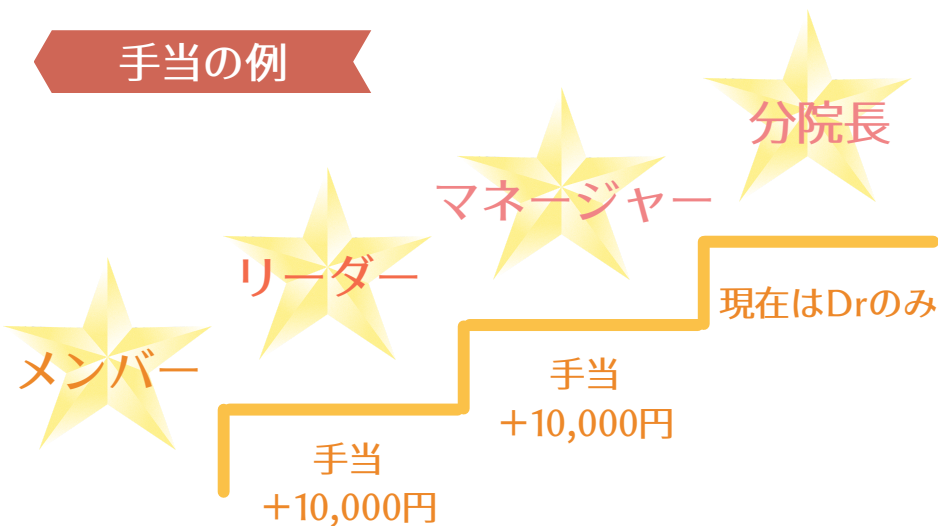 手当の例
メンバー
リーダー
手当
+10,000円
マネージャー
手当
+10,000円
分院長
現在はDrのみ